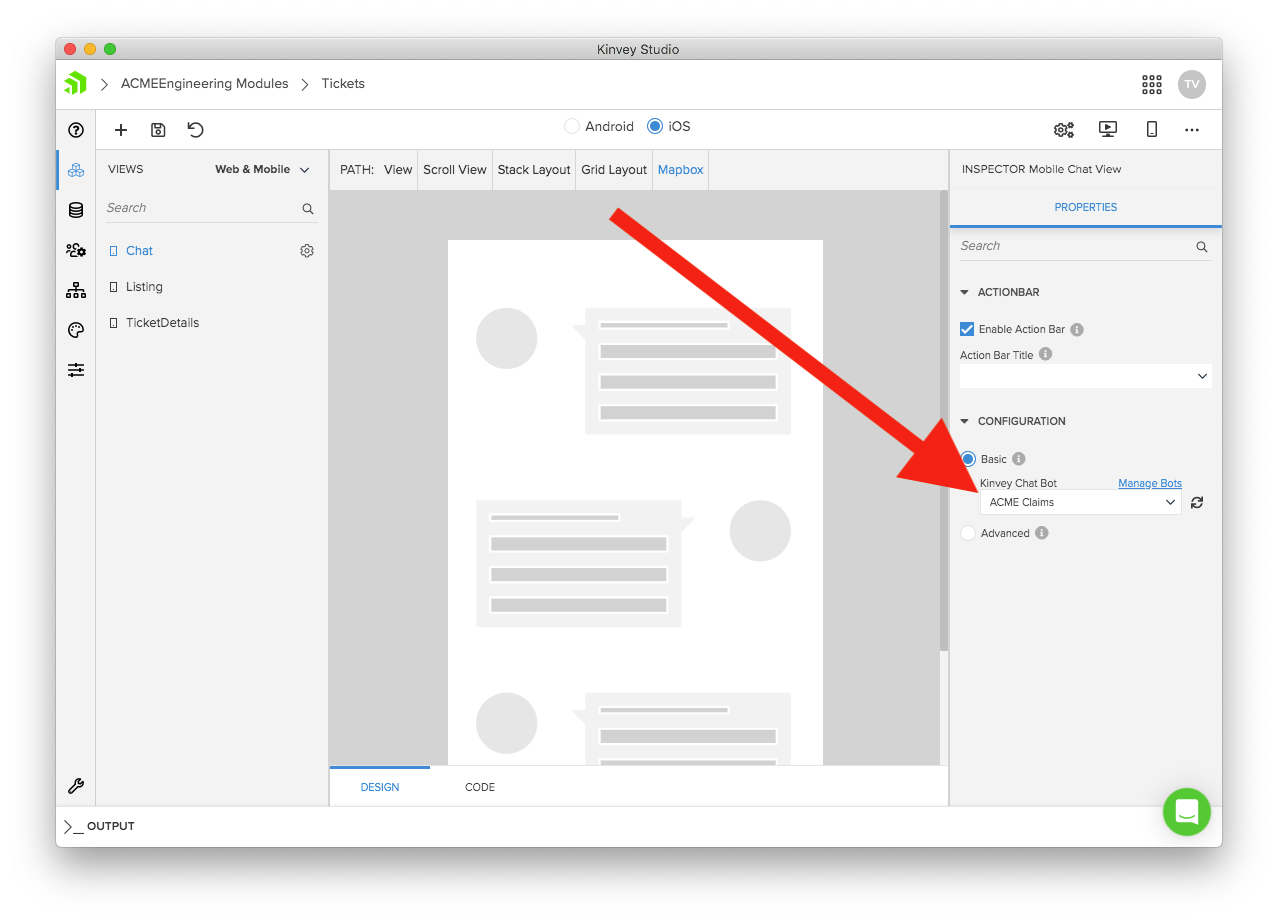 Kinvey Studio
ACMEEngineering Modules Tickets
TV
Android iOS
VIEWS Web & Mobile
Search
Chat
Listing
TicketDetails
PATH: View Scroll View Stack Layout Grid Layout Mapbox
INSPECTOR Mobile Chat View
PROPERTIES
Search
ACTIONBAR
Enable Action Bar
Action Bar Title
CONFIGURATION
Basic
Kinvey Chat Bot Manage Bots
ACME Claims
Advanced
DESIGN CODE
OUTPUT